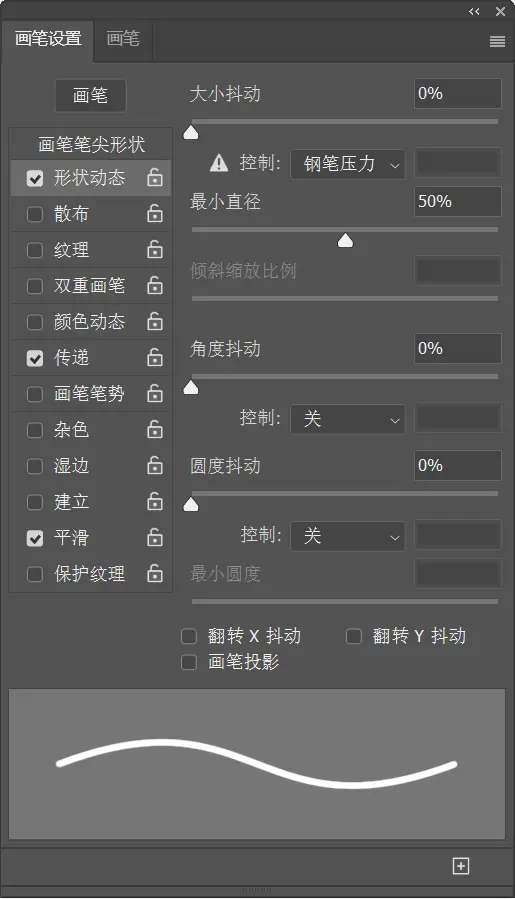 画笔设置 画笔
画笔
画笔笔尖形状
形状动态
散布
纹理
双重画笔
颜色动态
传递
画笔笔势
杂色
湿边
建立
平滑
保护纹理
大小抖动 0%
控制: 钢笔压力
最小直径 50%
倾斜缩放比例
角度抖动 0%
控制: 关
圆度抖动 0%
控制: 关
最小圆度
翻转 X 抖动 翻转 Y 抖动
画笔投影